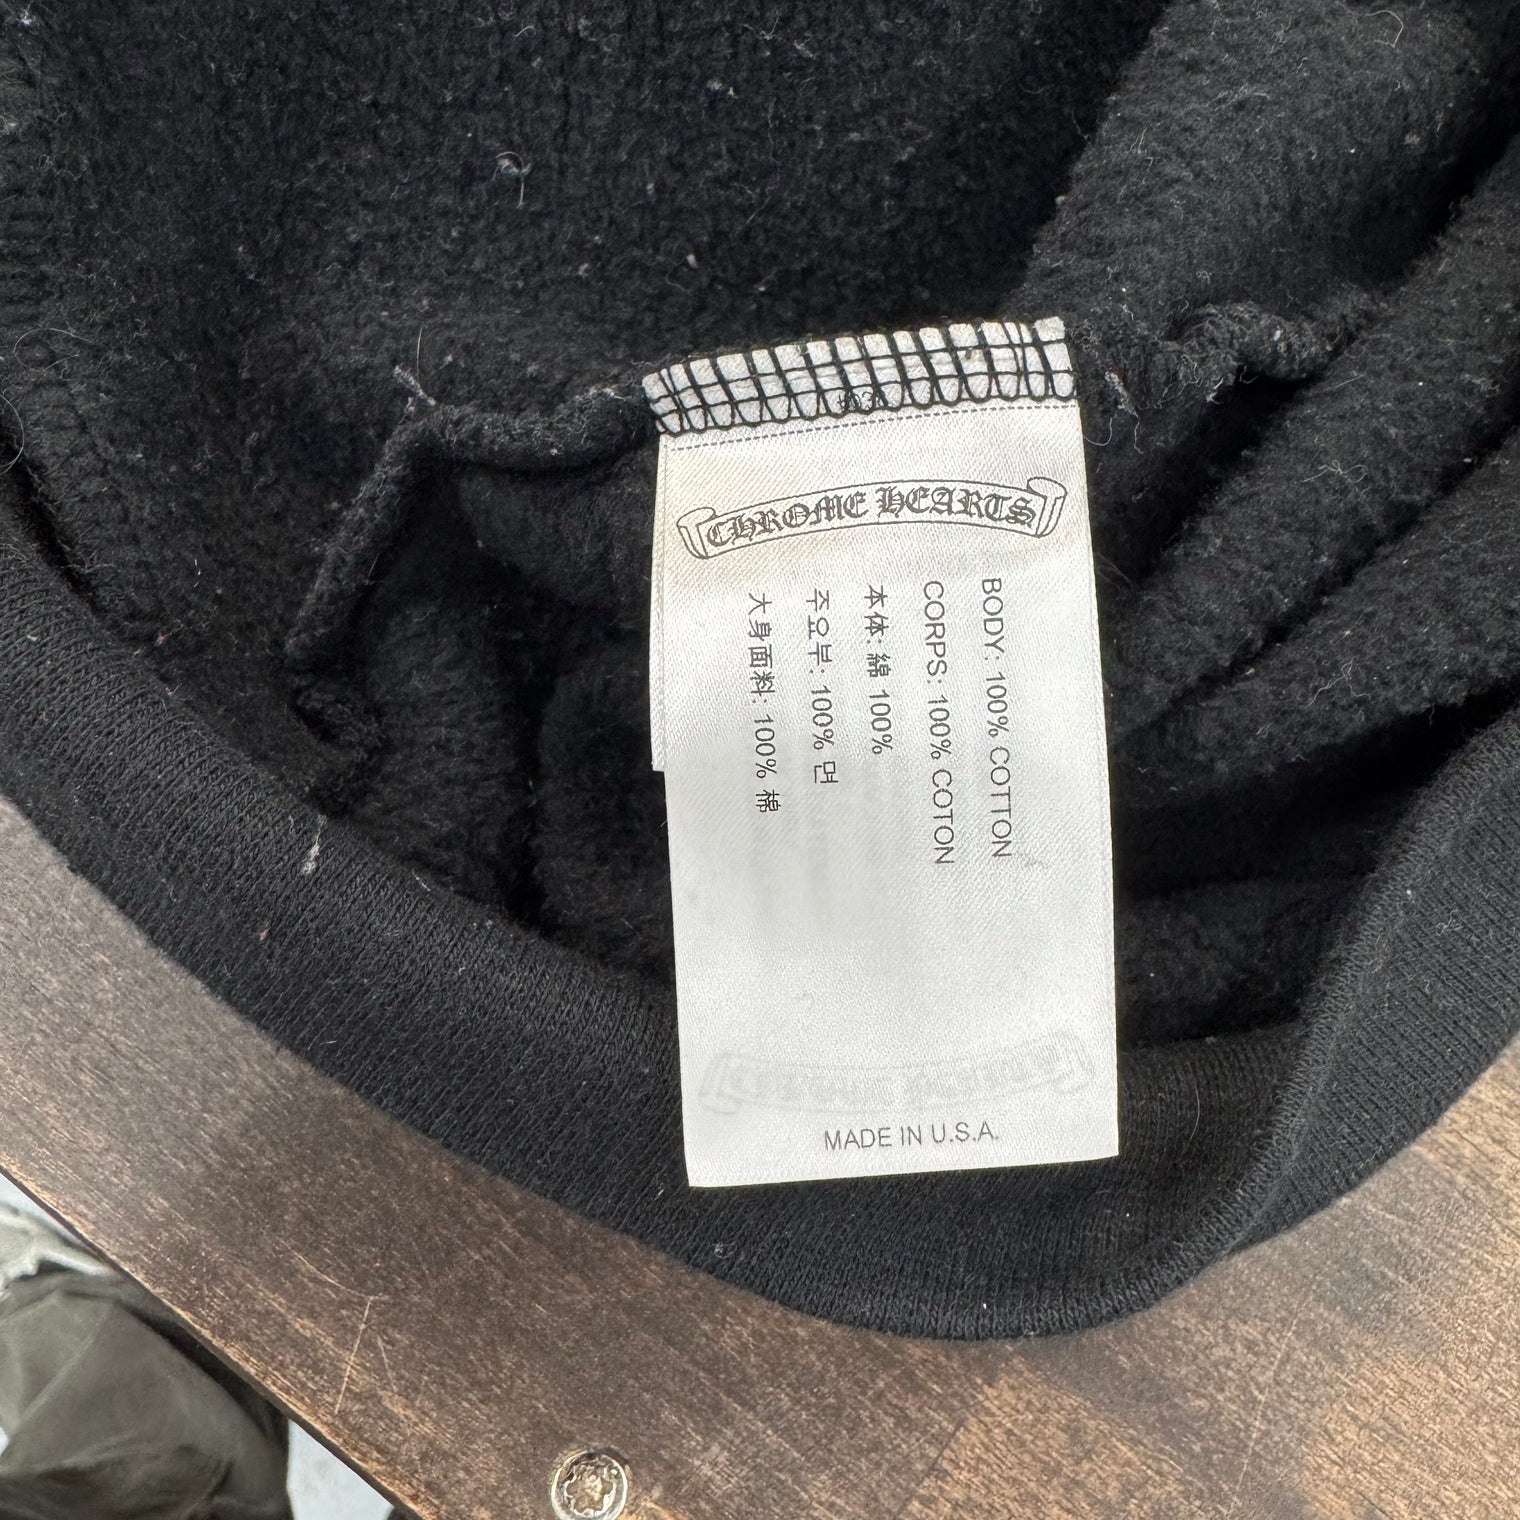 CHROME HEARTS
BODY: 100% COTTON
CORPS: 100% COTON
本体: 綿 100%
주요부: 100% 면
大身面料: 100% 棉
MADE IN U.S.A.